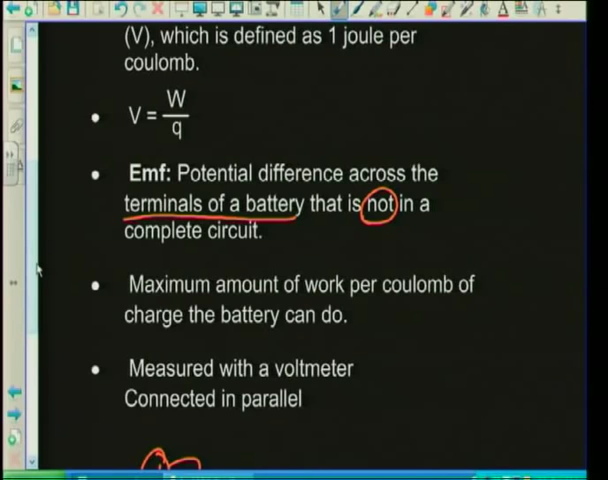 (V), which is defined as 1 joule per
coulomb.
• V = W/q
• Emf: Potential difference across the
terminals of a battery that is not in a
complete circuit.
• Maximum amount of work per coulomb of
charge the battery can do.
• Measured with a voltmeter
Connected in parallel